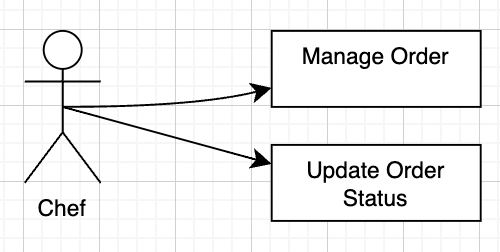 Manage Order
Update Order
Status
Chef